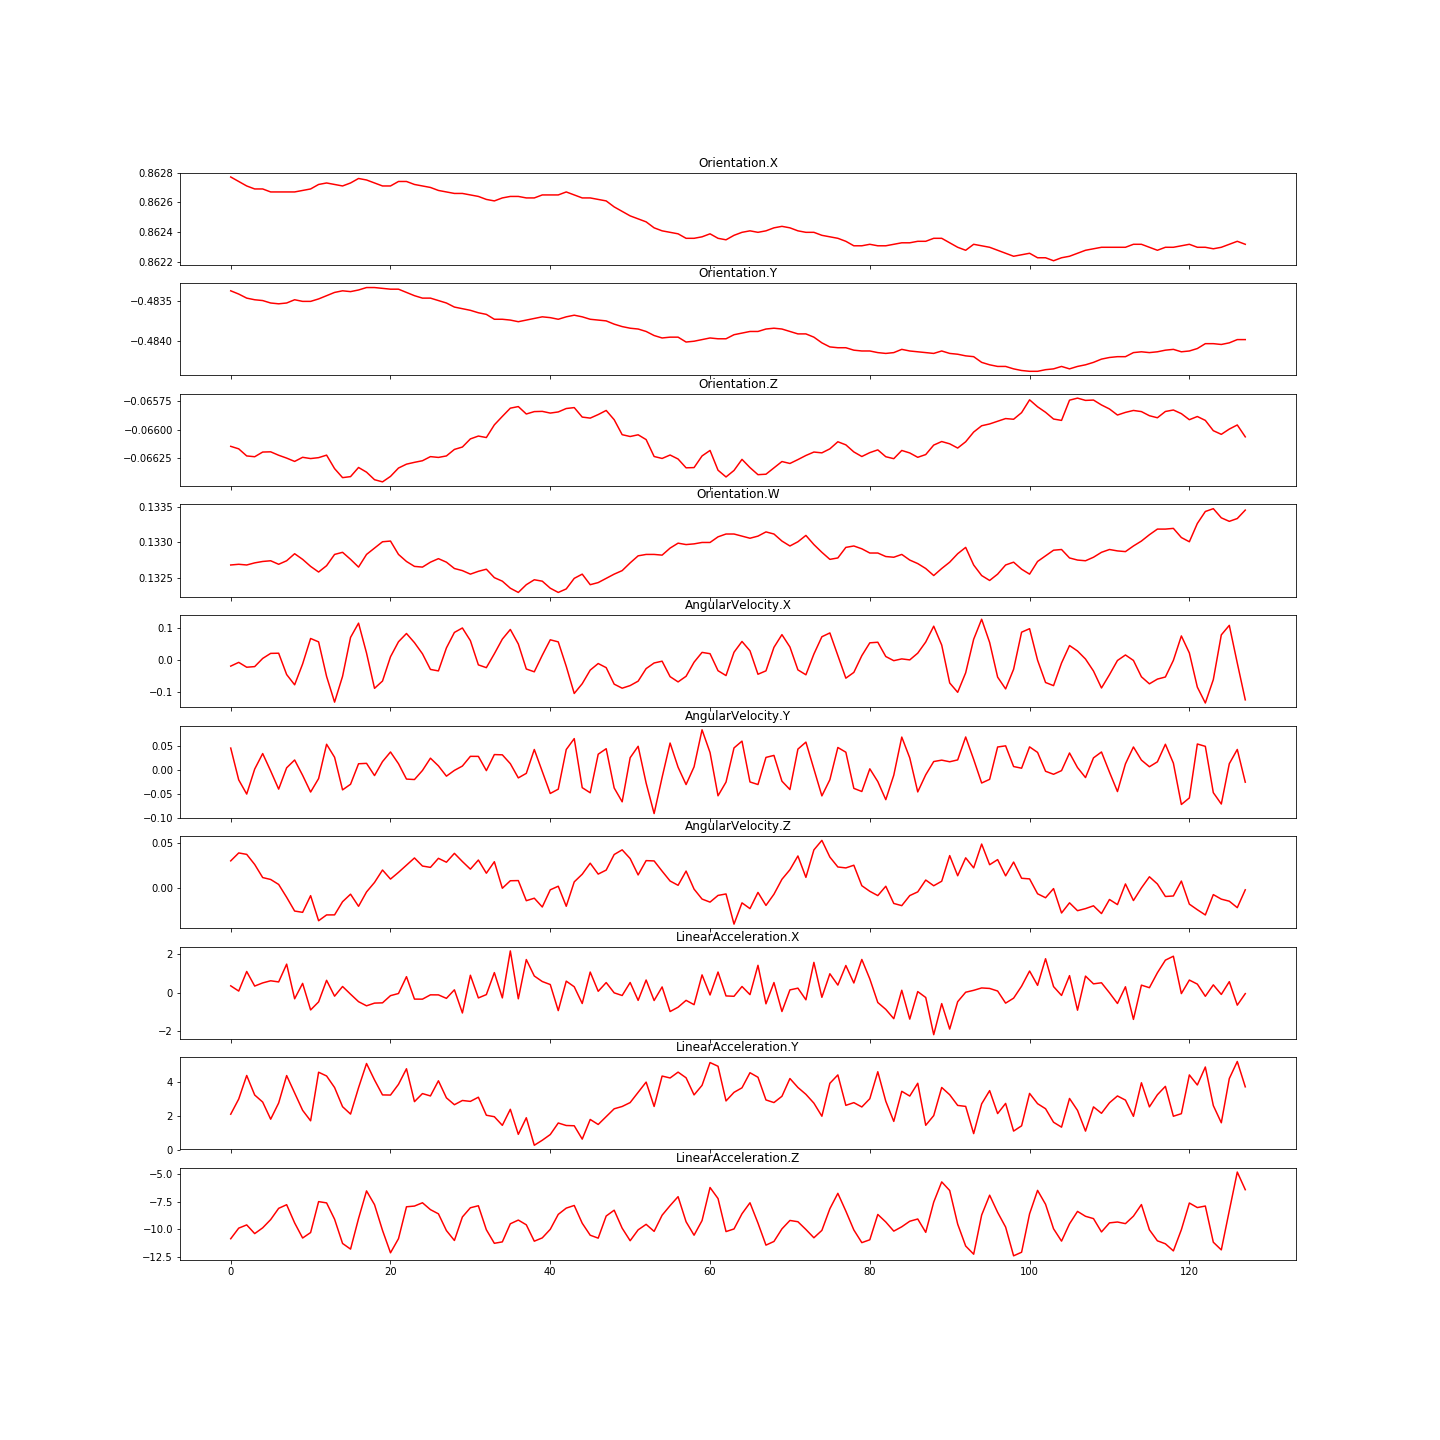 Orientation.X
0.8628
0.8626
0.8624
0.8622
Orientation.Y
−0.4835
−0.4840
Orientation.Z
−0.06575
−0.06600
−0.06625
Orientation.W
0.1335
0.1330
0.1325
AngularVelocity.X
0.1
0.0
−0.1
AngularVelocity.Y
0.05
0.00
−0.05
−0.10
AngularVelocity.Z
0.05
0.00
LinearAcceleration.X
2
0
−2
LinearAcceleration.Y
4
2
0
LinearAcceleration.Z
−5.0
−7.5
−10.0
−12.5
0 20 40 60 80 100 120